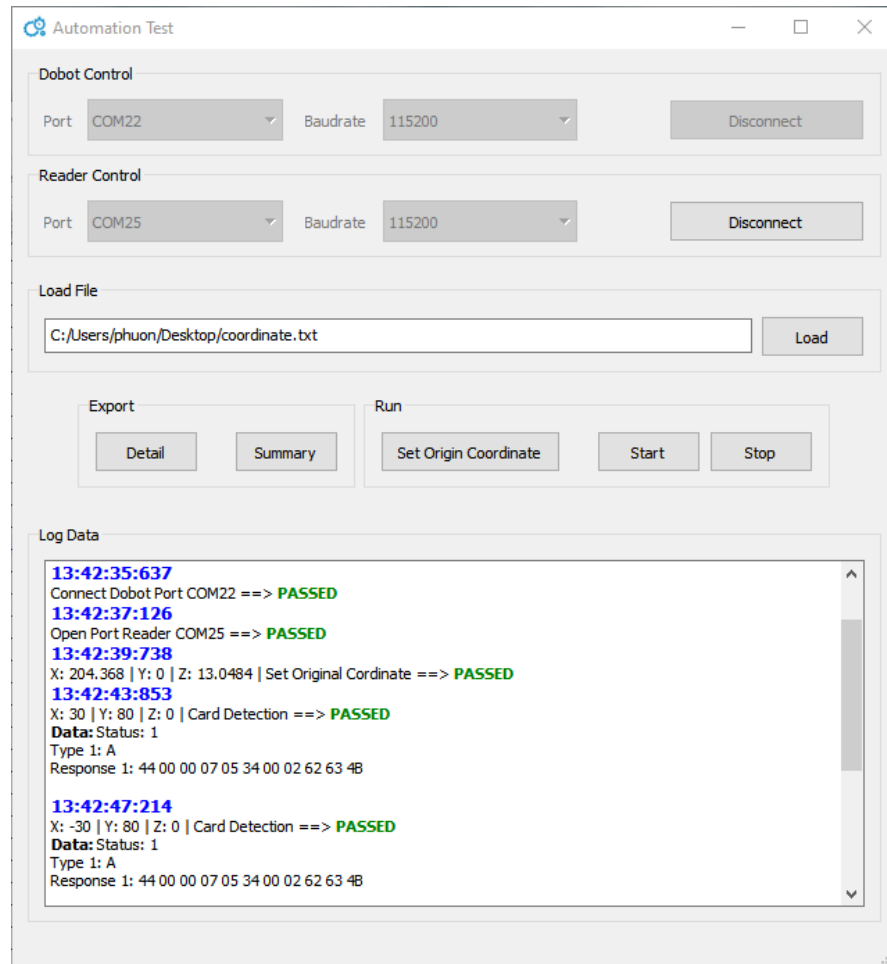 Automation Test
Dobot Control
Port COM22 Baudrate 115200 Disconnect
Reader Control
Port COM25 Baudrate 115200 Disconnect
Load File
C:/Users/phuon/Desktop/coordinate.txt Load
Export Run
Detail Summary Set Origin Coordinate Start Stop
Log Data
13:42:35:637
Connect Dobot Port COM22 ==> PASSED
13:42:37:126
Open Port Reader COM25 ==> PASSED
13:42:39:738
X: 204.368 | Y: 0 | Z: 13.0484 | Set Original Cordinate ==> PASSED
13:42:43:853
X: 30 | Y: 80 | Z: 0 | Card Detection ==> PASSED
Data: Status: 1
Type 1: A
Response 1: 44 00 00 07 05 34 00 02 62 63 4B
13:42:47:214
X: -30 | Y: 80 | Z: 0 | Card Detection ==> PASSED
Data: Status: 1
Type 1: A
Response 1: 44 00 00 07 05 34 00 02 62 63 4B